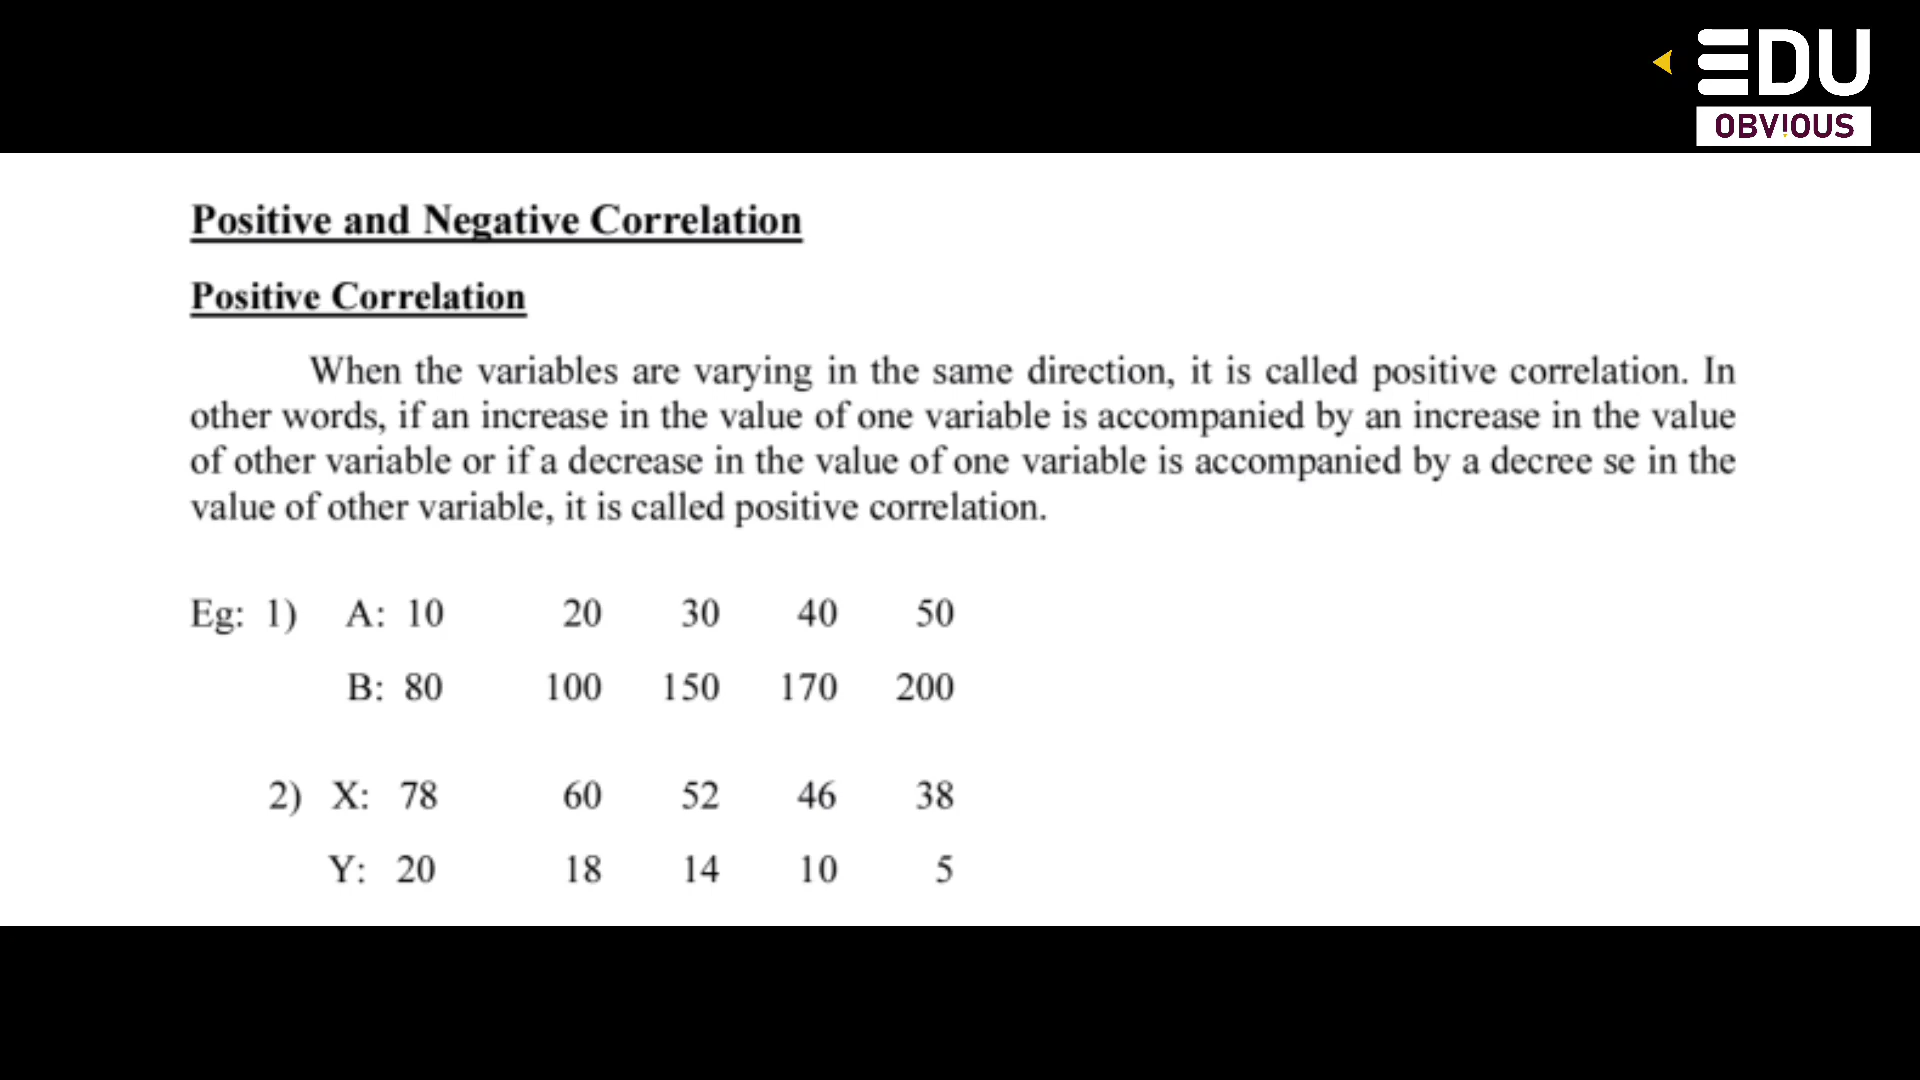 EDU
OBV!OUS
Positive and Negative Correlation
Positive Correlation
When the variables are varying in the same direction, it is called positive correlation. In
other words, if an increase in the value of one variable is accompanied by an increase in the value
of other variable or if a decrease in the value of one variable is accompanied by a decree se in the
value of other variable, it is called positive correlation.
Eg: 1) A: 10 20 30 40 50
B: 80 100 150 170 200
2) X: 78 60 52 46 38
Y: 20 18 14 10 5